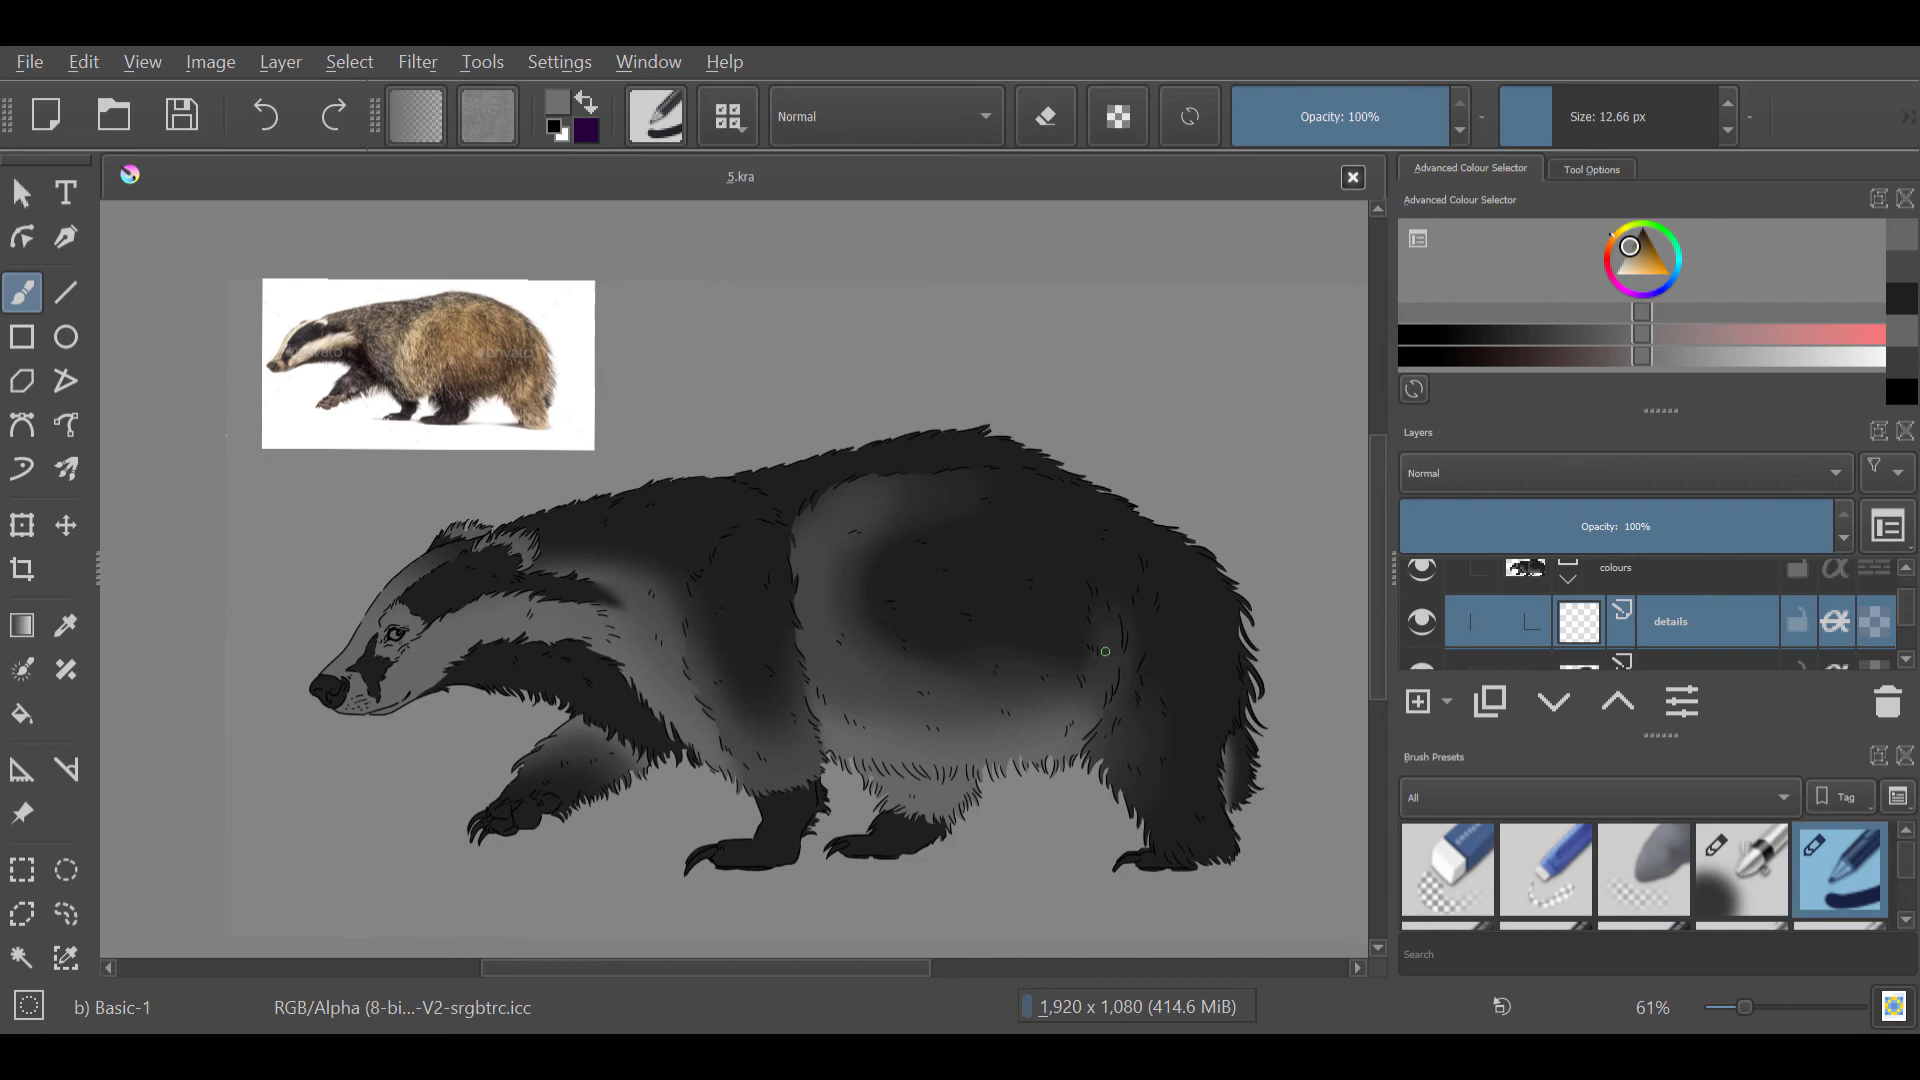 File Edit View Image Layer Select Filter Tools Settings Window Help
Normal
Opacity: 100%
Size: 12.66 px
5.kra
Advanced Colour Selector
Tool Options
Advanced Colour Selector
Layers
Normal
Opacity: 100%
colours
details
Brush Presets
All
Tag
Search
b) Basic-1
RGB/Alpha (8-bi...-V2-srgbtrc.icc
1,920 x 1,080 (414.6 MiB)
61%